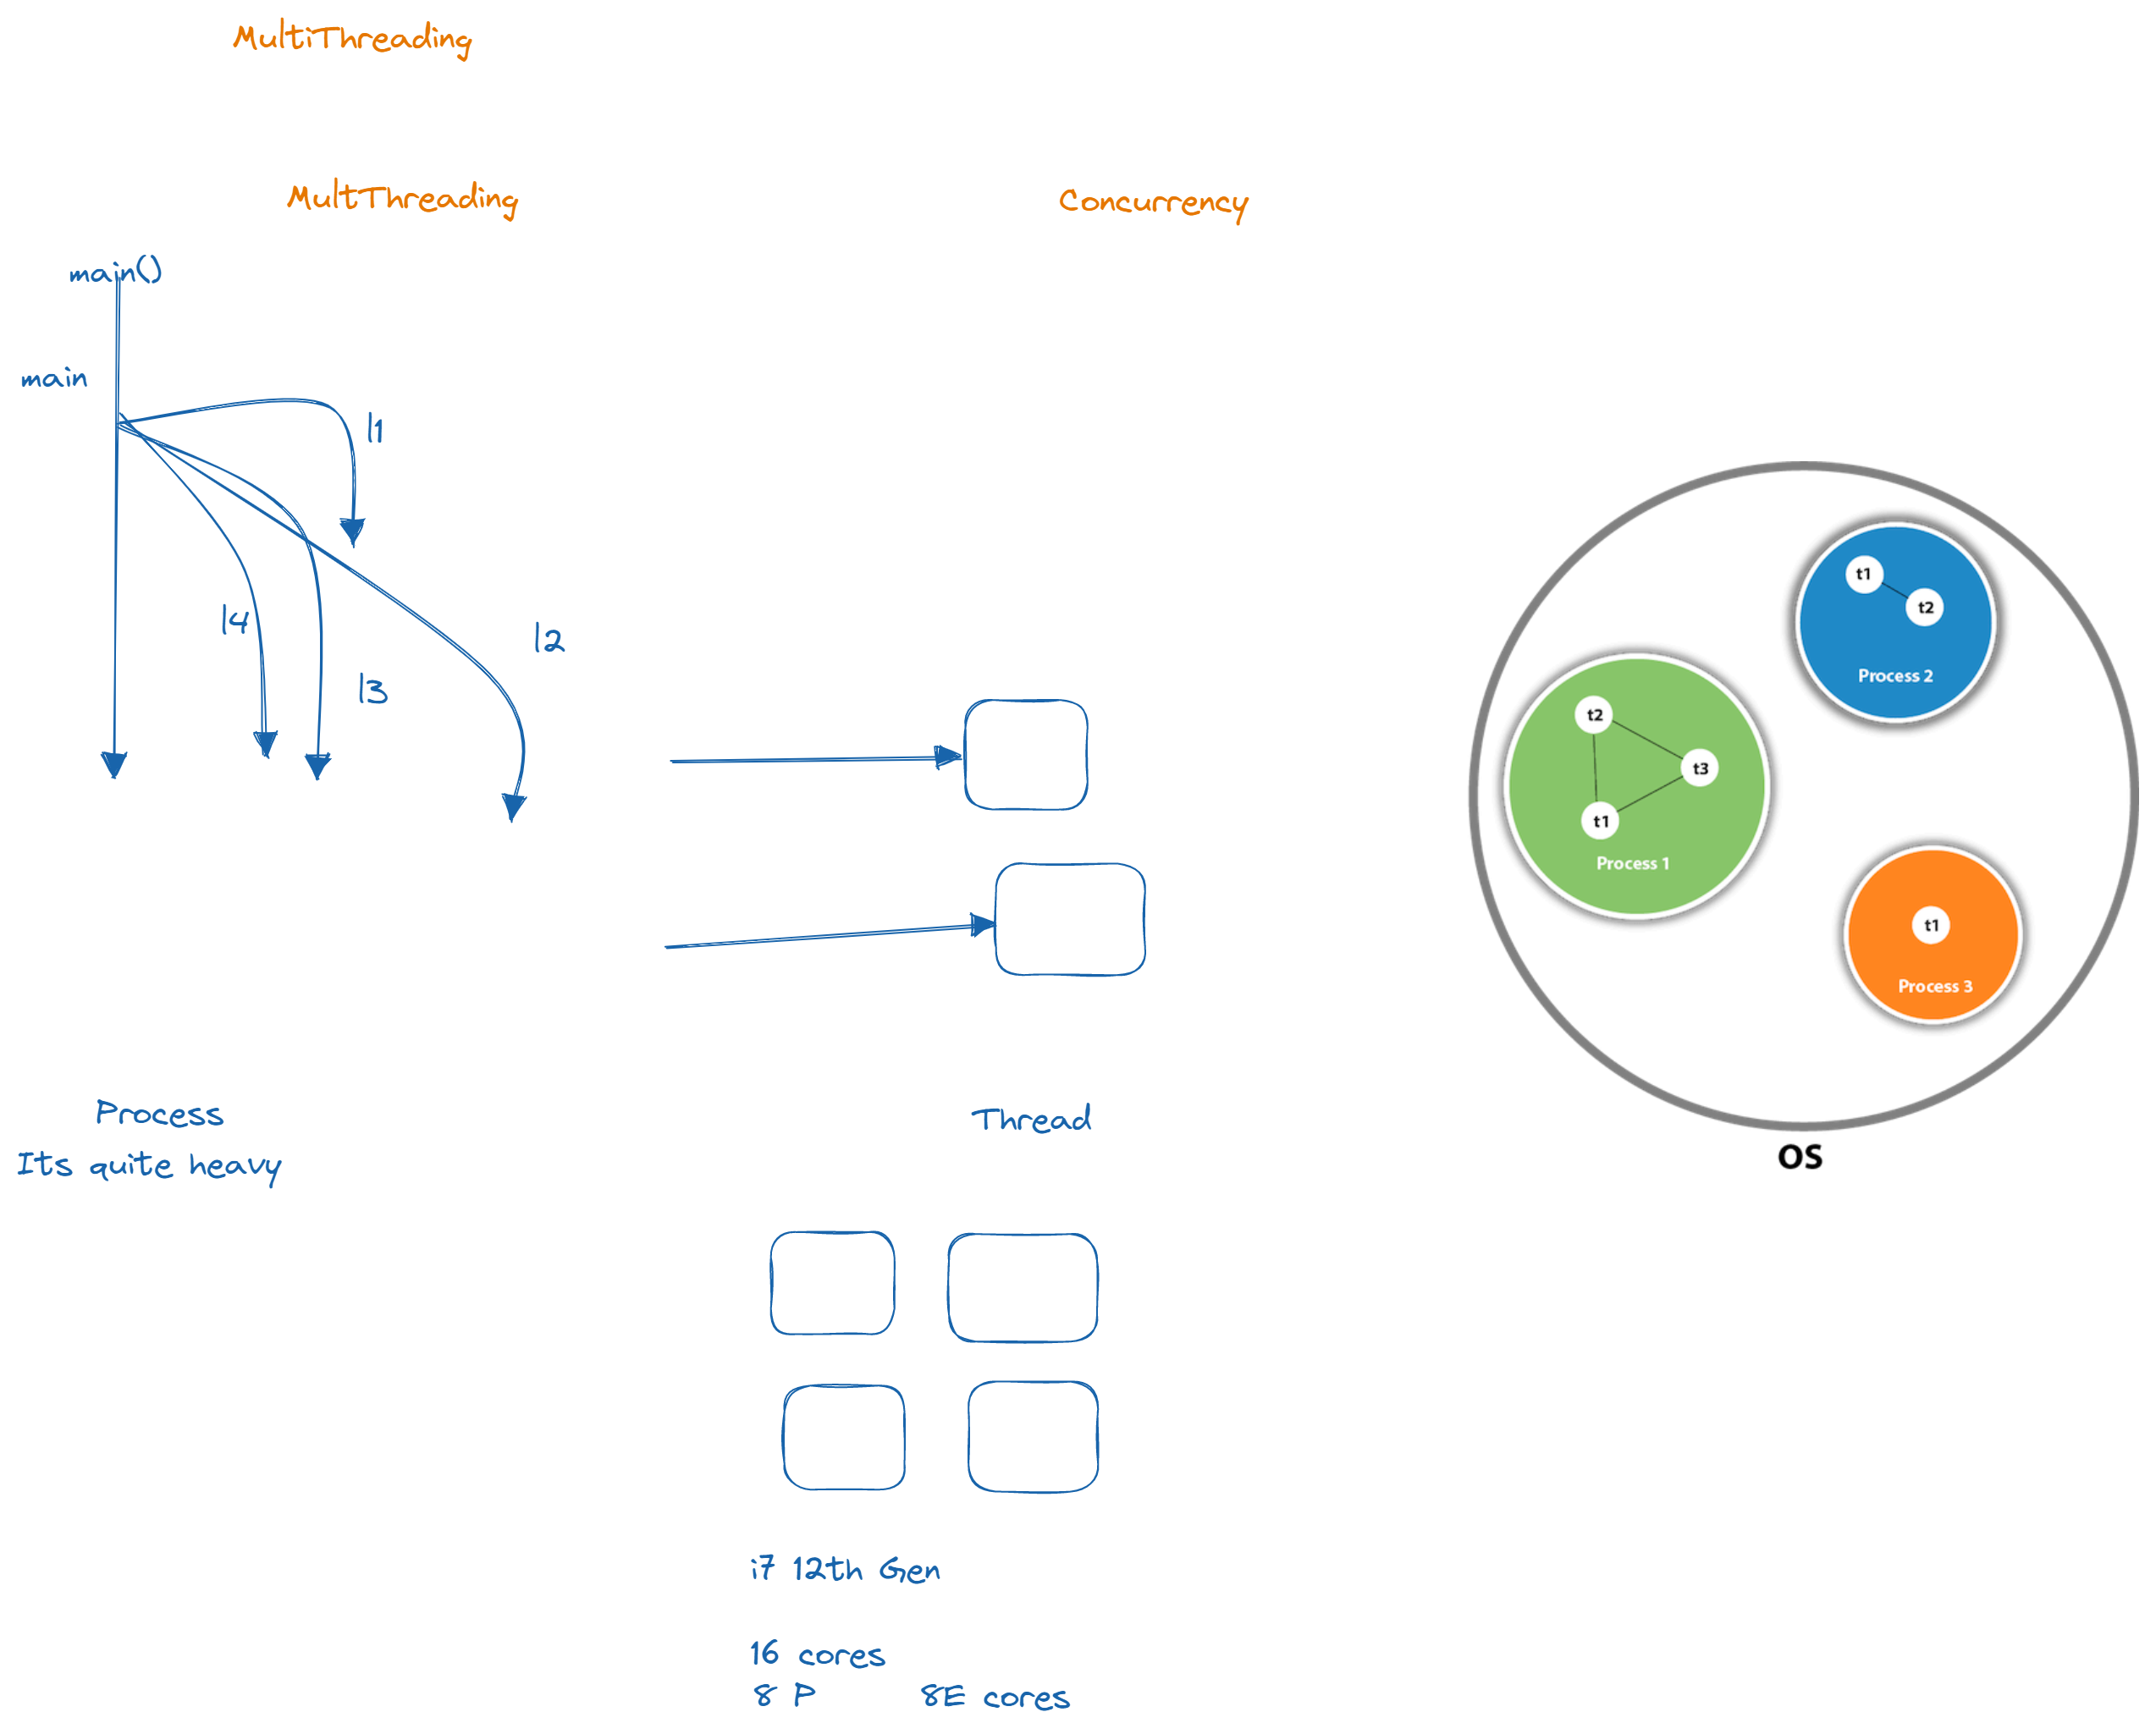 MultiThreading
MultThreading
Concurrency
main()
main
l1
l4
l2
l3
t1
t2
Process 2
t2
t3
t1
Process 1
t1
Process 3
OS
Process
Its quite heavy
Thread
i7 12th Gen
16 cores
8 P 8E cores